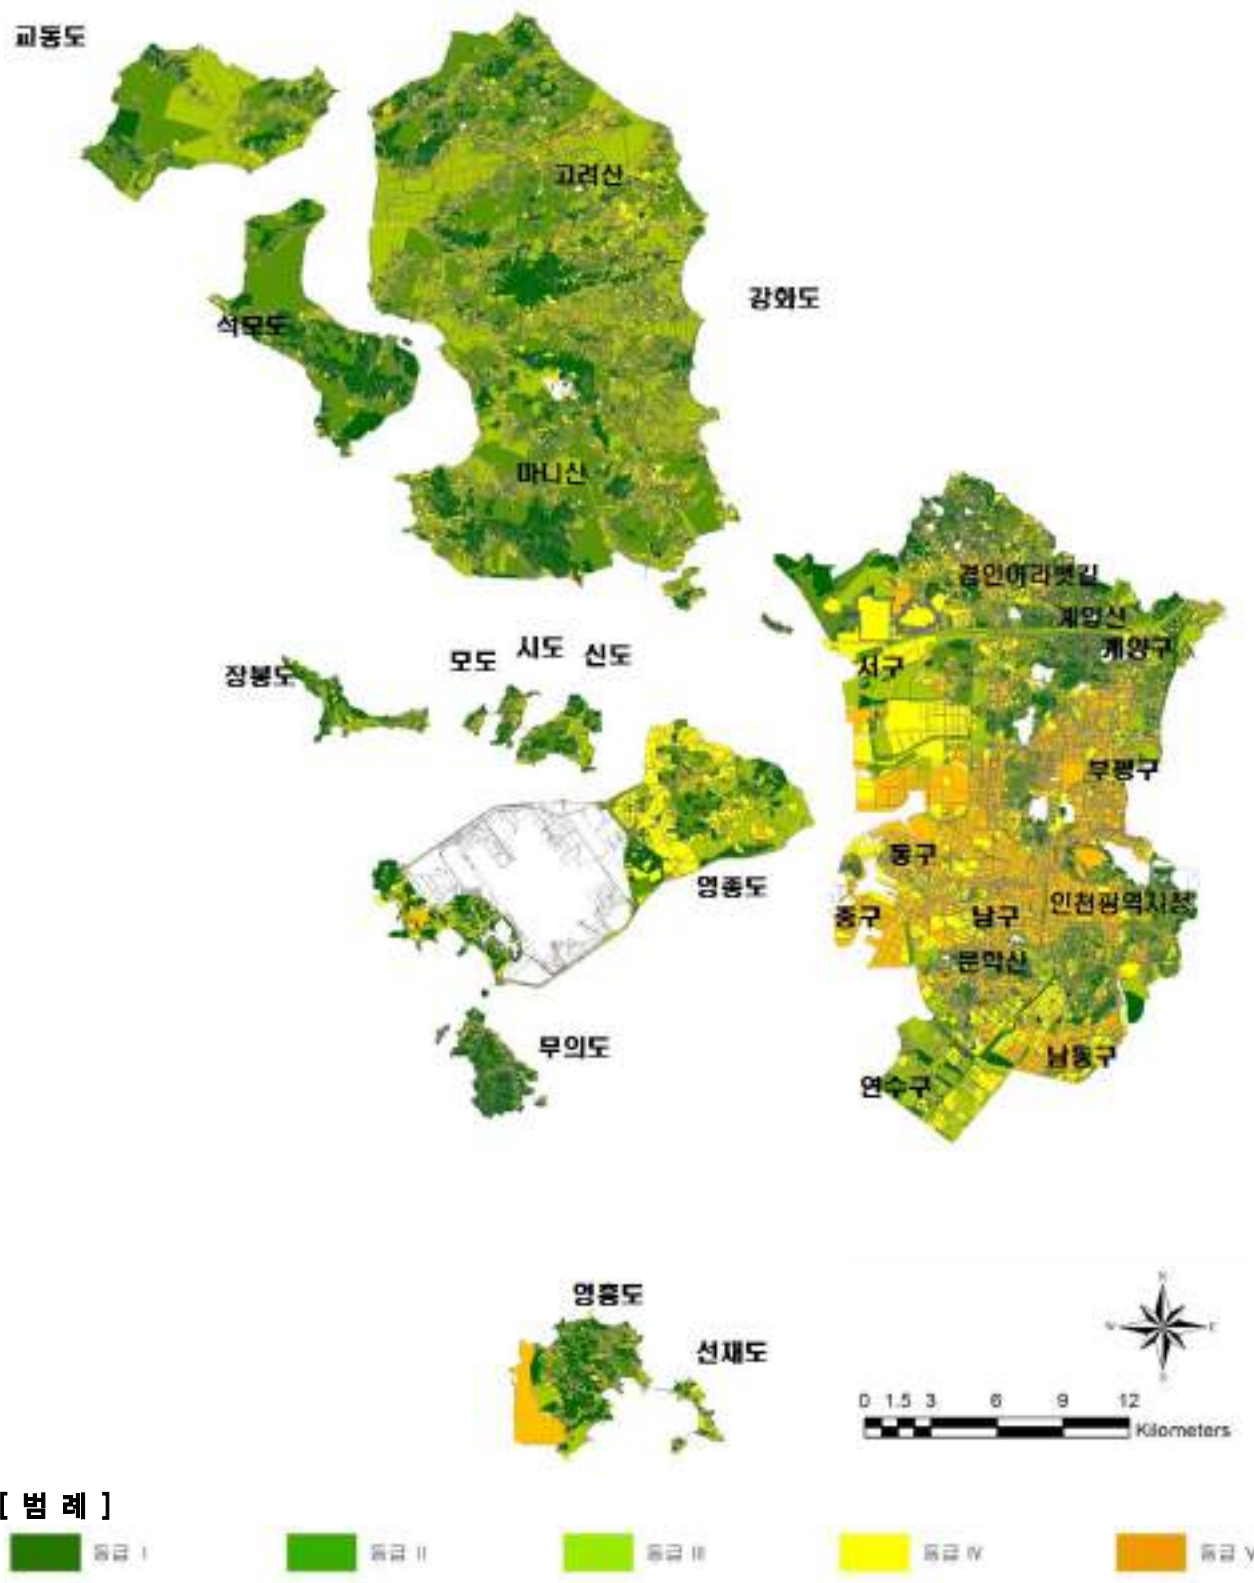 교동도
고려산
강화도
석모도
마니산
경인아라뱃길
계양산
계양구
서구
장봉도
모도
시도
신도
부평구
동구
영종도
중구
남구
인천광역시청
문학산
무의도
남동구
연수구
영흥도
선재도
N
W
E
S
0 1.5 3 6 9 12
Kilometers
[ 범 례 ]
등급 I
등급 II
등급 III
등급 IV
등급 V